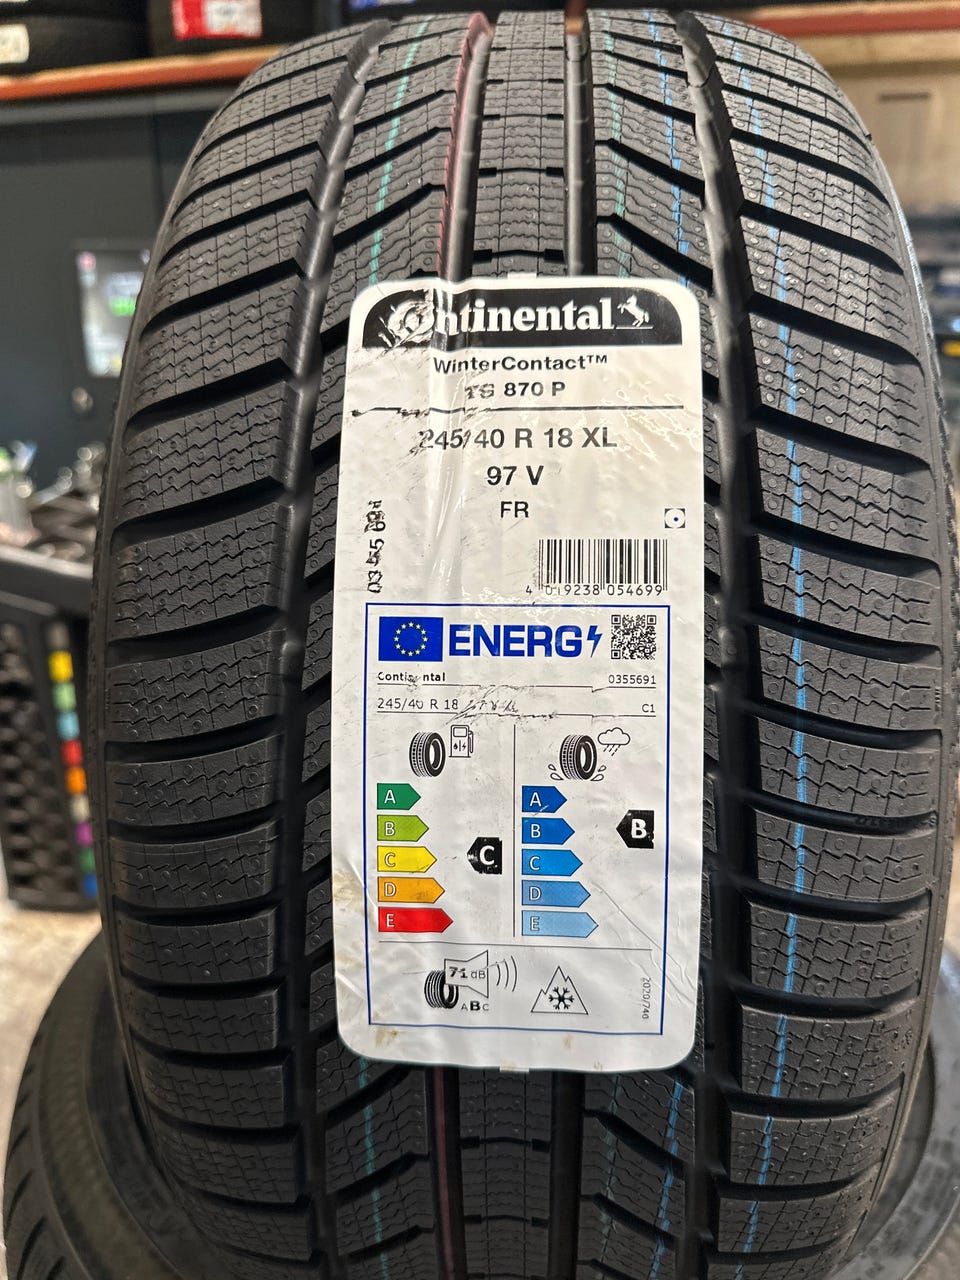 Continental
WinterContact™
TS 870 P
245/40 R 18 XL
97 V
FR
4 019238 054699
ENERG
Continental 0355691
245/40 R 18 C1
A
B
C
D
E
C
A
B
C
D
E
B
71 dB
ABC
2020/740